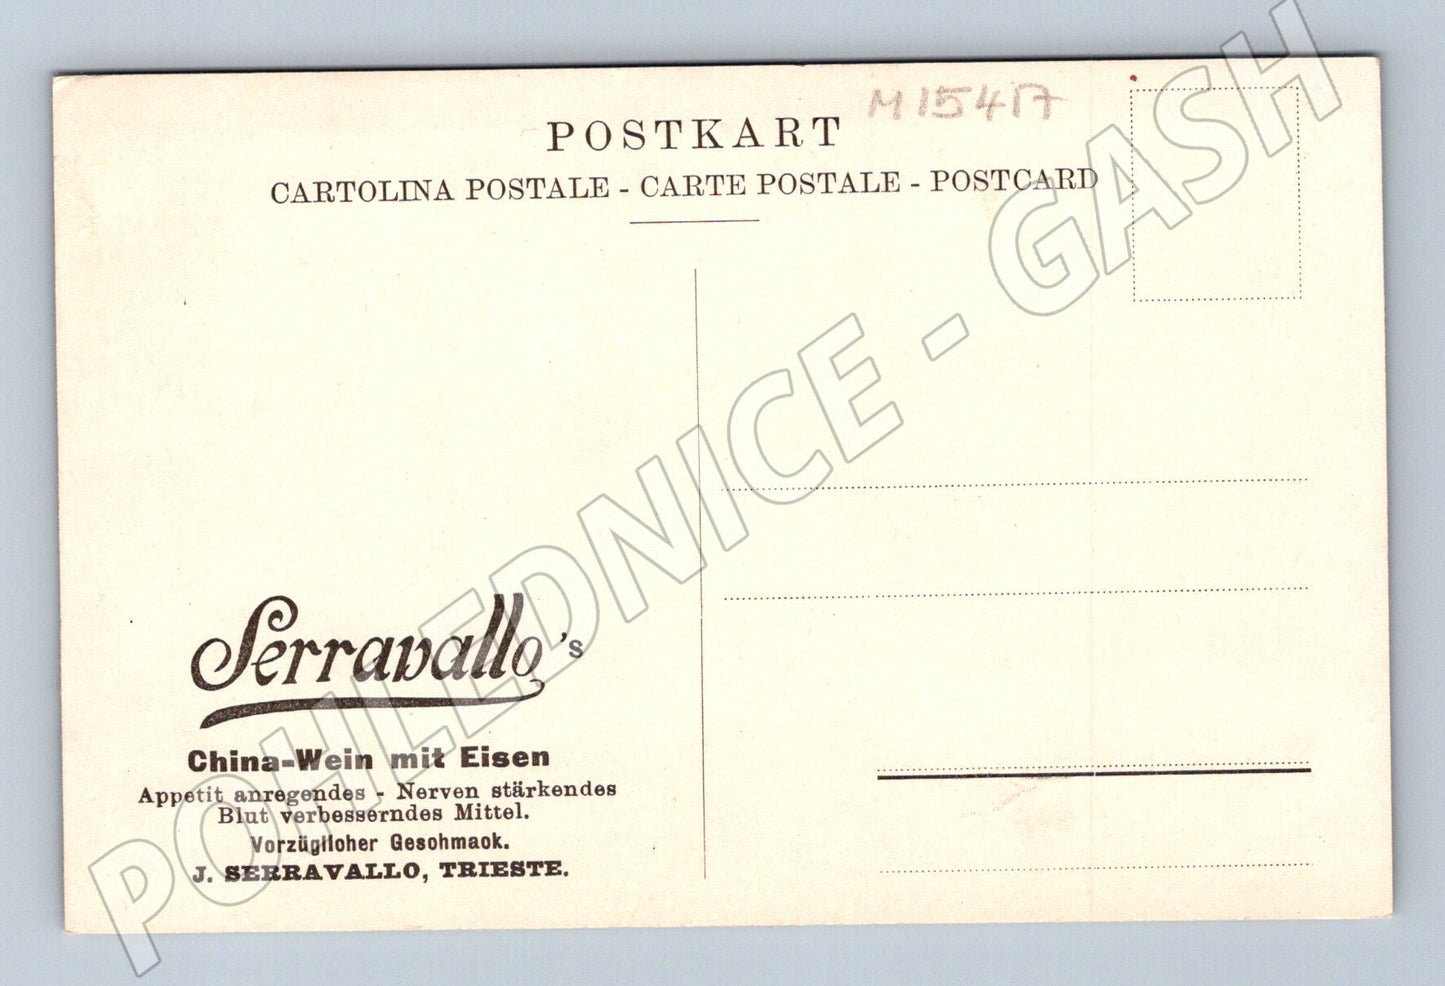 M 15417
POSTKART
CARTOLINA POSTALE - CARTE POSTALE - POSTCARD
Serravallo's
China-Wein mit Eisen
Appetit anregendes - Nerven stärkendes
Blut verbesserndes Mittel.
Vorzüglicher Geschmack.
J. SERRAVALLO, TRIESTE.
POHLEDNICE - GASH